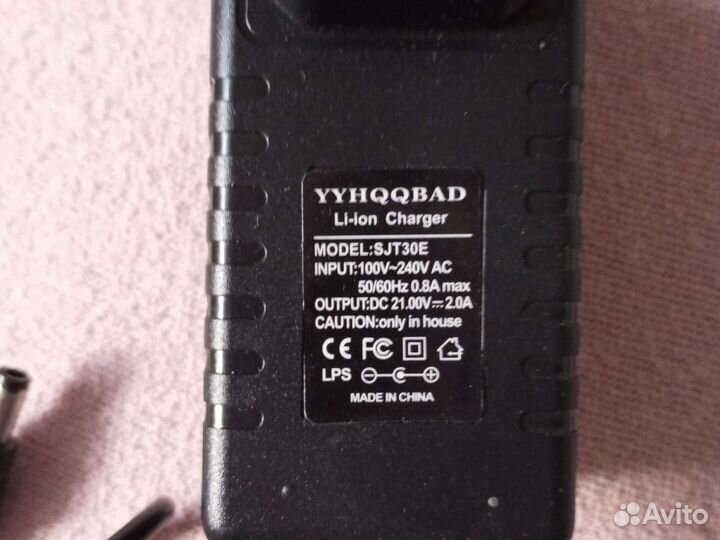 YYHQQBAD
Li-ion Charger
MODEL:SJT30E
INPUT:100V~240V AC
50/60Hz 0.8A max
OUTPUT:DC 21.00V⎓2.0A
CAUTION:only in house
CE FC
LPS
MADE IN CHINA
Avito